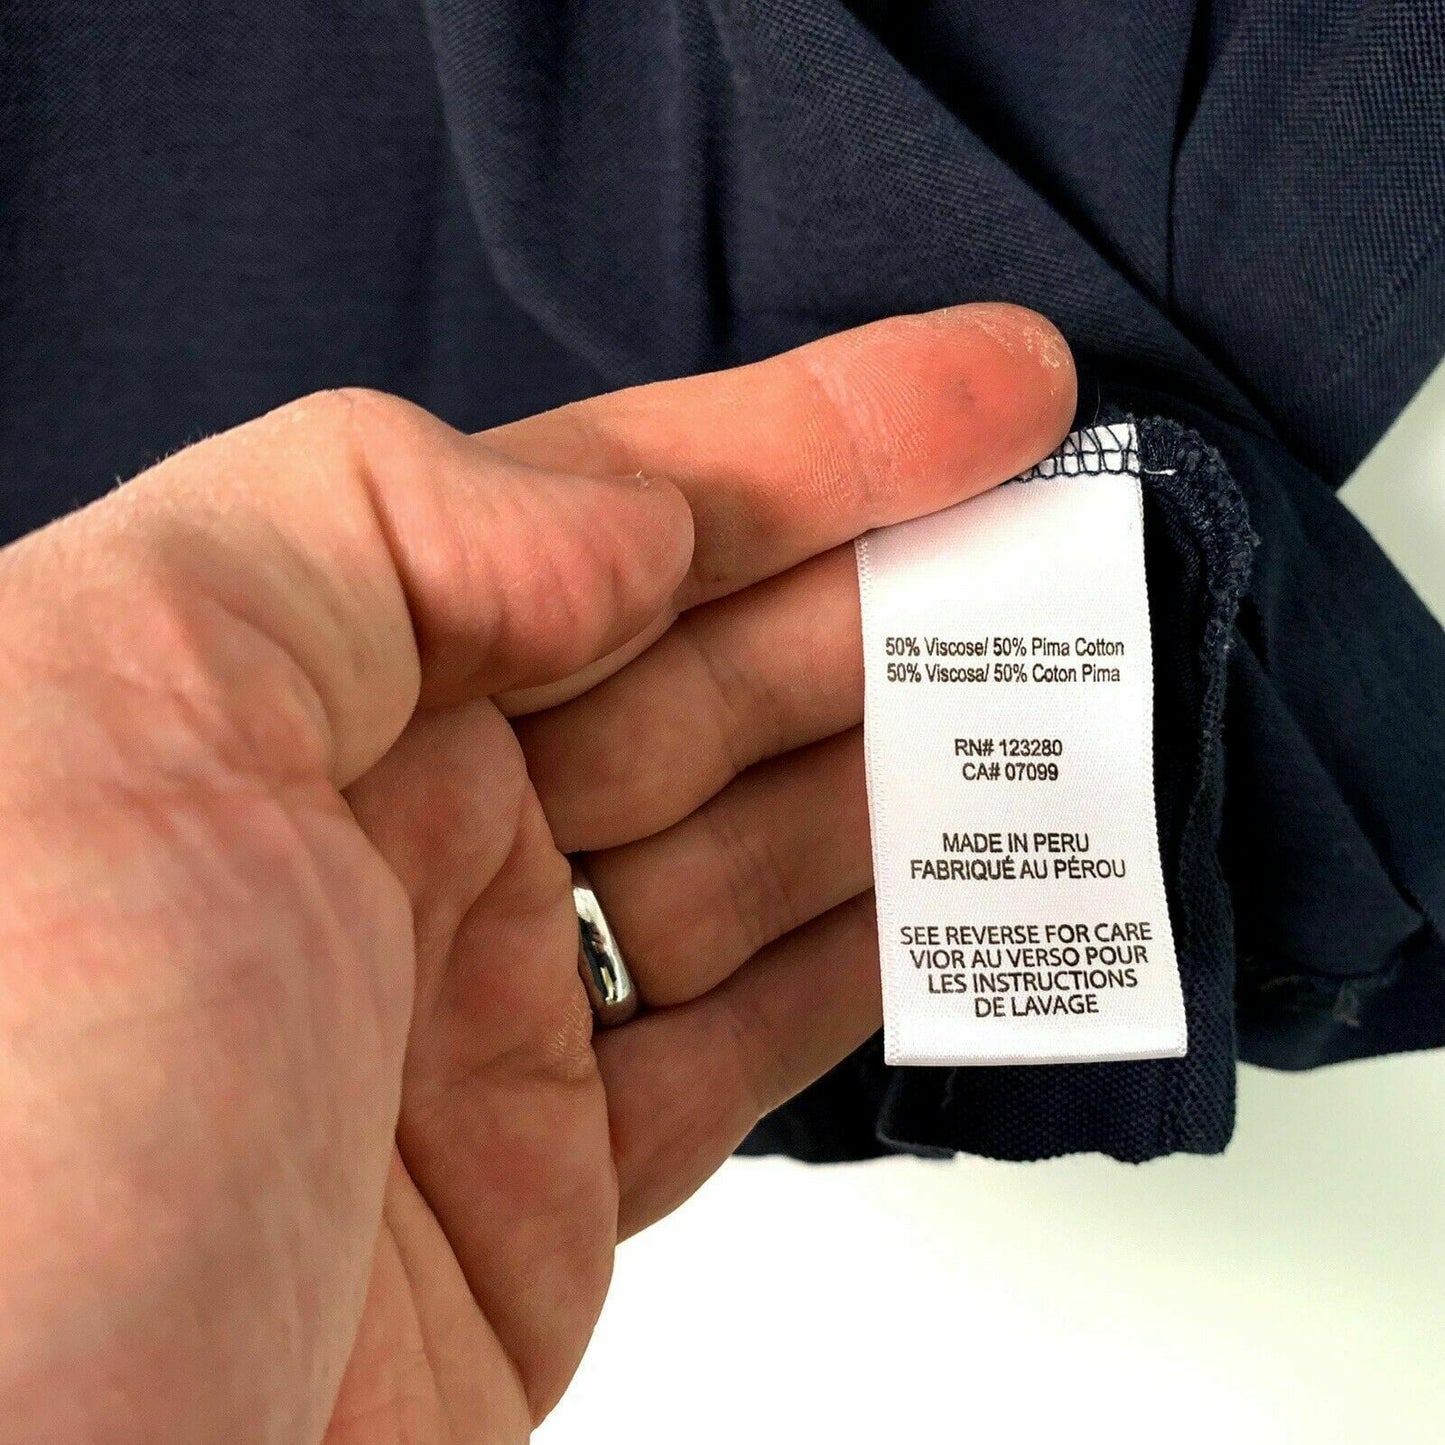 50% Viscose/ 50% Pima Cotton
50% Viscosa/ 50% Coton Pima
RN# 123280
CA# 07099
MADE IN PERU
FABRIQUÉ AU PÉROU
SEE REVERSE FOR CARE
VIOR AU VERSO POUR
LES INSTRUCTIONS
DE LAVAGE